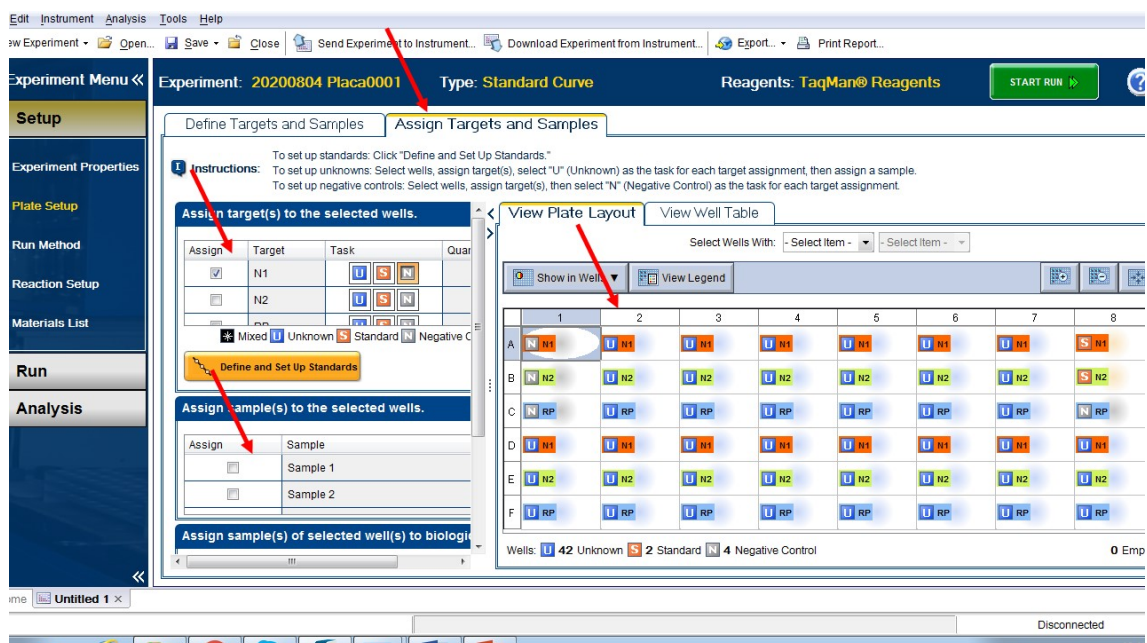 Edit Instrument Analysis Tools Help
ew Experiment Open... Save Close Send Experiment to Instrument... Download Experiment from Instrument... Export... Print Report...
Experiment Menu «
Experiment: 20200804 Placa0001 Type: Standard Curve Reagents: TaqMan® Reagents START RUN ?
Setup
Experiment Properties
Plate Setup
Run Method
Reaction Setup
Materials List
Run
Analysis
«
Define Targets and Samples Assign Targets and Samples
Instructions: To set up standards: Click "Define and Set Up Standards."
To set up unknowns: Select wells, assign target(s), select "U" (Unknown) as the task for each target assignment, then assign a sample.
To set up negative controls: Select wells, assign target(s), then select "N" (Negative Control) as the task for each target assignment.
Assign target(s) to the selected wells.
Assign Target Task Quar
N1 U S N
N2 U S N
Mixed U Unknown S Standard N Negative C
Define and Set Up Standards
Assign sample(s) to the selected wells.
Assign Sample
Sample 1
Sample 2
Assign sample(s) of selected well(s) to biologi
View Plate Layout View Well Table
Select Wells With: - Select Item - - Select Item -
Show in Wells ▼ View Legend
1 2 3 4 5 6 7 8
A N N1 U N1 U N1 U N1 U N1 U N1 U N1 S N1
B N N2 U N2 U N2 U N2 U N2 U N2 U N2 S N2
C N RP U RP U RP U RP U RP U RP U RP N RP
D U N1 U N1 U N1 U N1 U N1 U N1 U N1 U N1
E U N2 U N2 U N2 U N2 U N2 U N2 U N2 U N2
F U RP U RP U RP U RP U RP U RP U RP U RP
Wells: U 42 Unknown S 2 Standard N 4 Negative Control 0 Emp
ome Untitled 1 ×
Disconnected